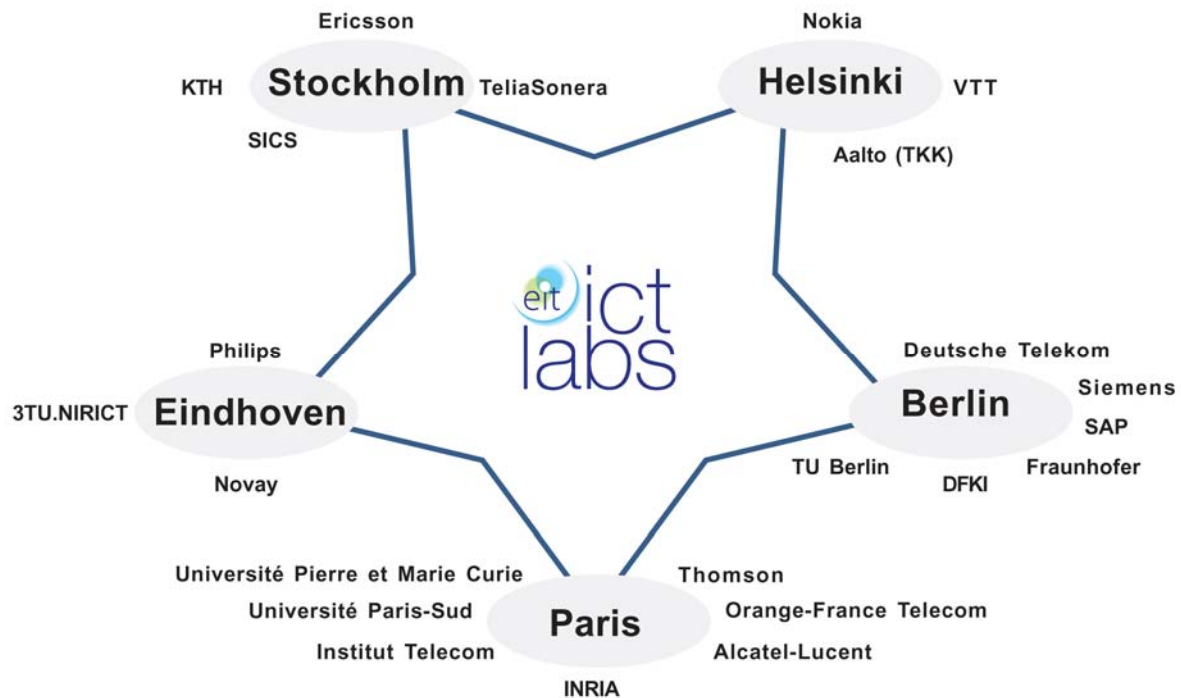 Ericsson
Nokia
KTH
Stockholm
TeliaSonera
Helsinki
VTT
SICS
Aalto (TKK)
eit ict
labs
Philips
Deutsche Telekom
Siemens
3TU.NIRICT
Eindhoven
Berlin
SAP
Novay
TU Berlin
DFKI
Fraunhofer
Université Pierre et Marie Curie
Thomson
Université Paris-Sud
Paris
Orange-France Telecom
Institut Telecom
Alcatel-Lucent
INRIA